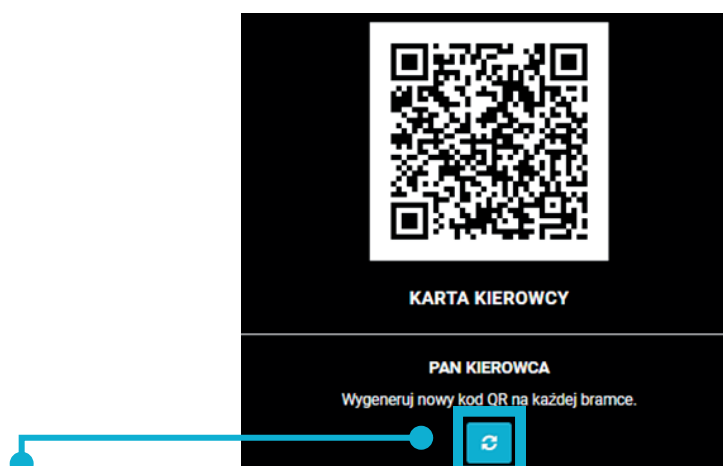 KARTA KIEROWCY
PAN KIEROWCA
Wygeneruj nowy kod QR na każdej bramce.